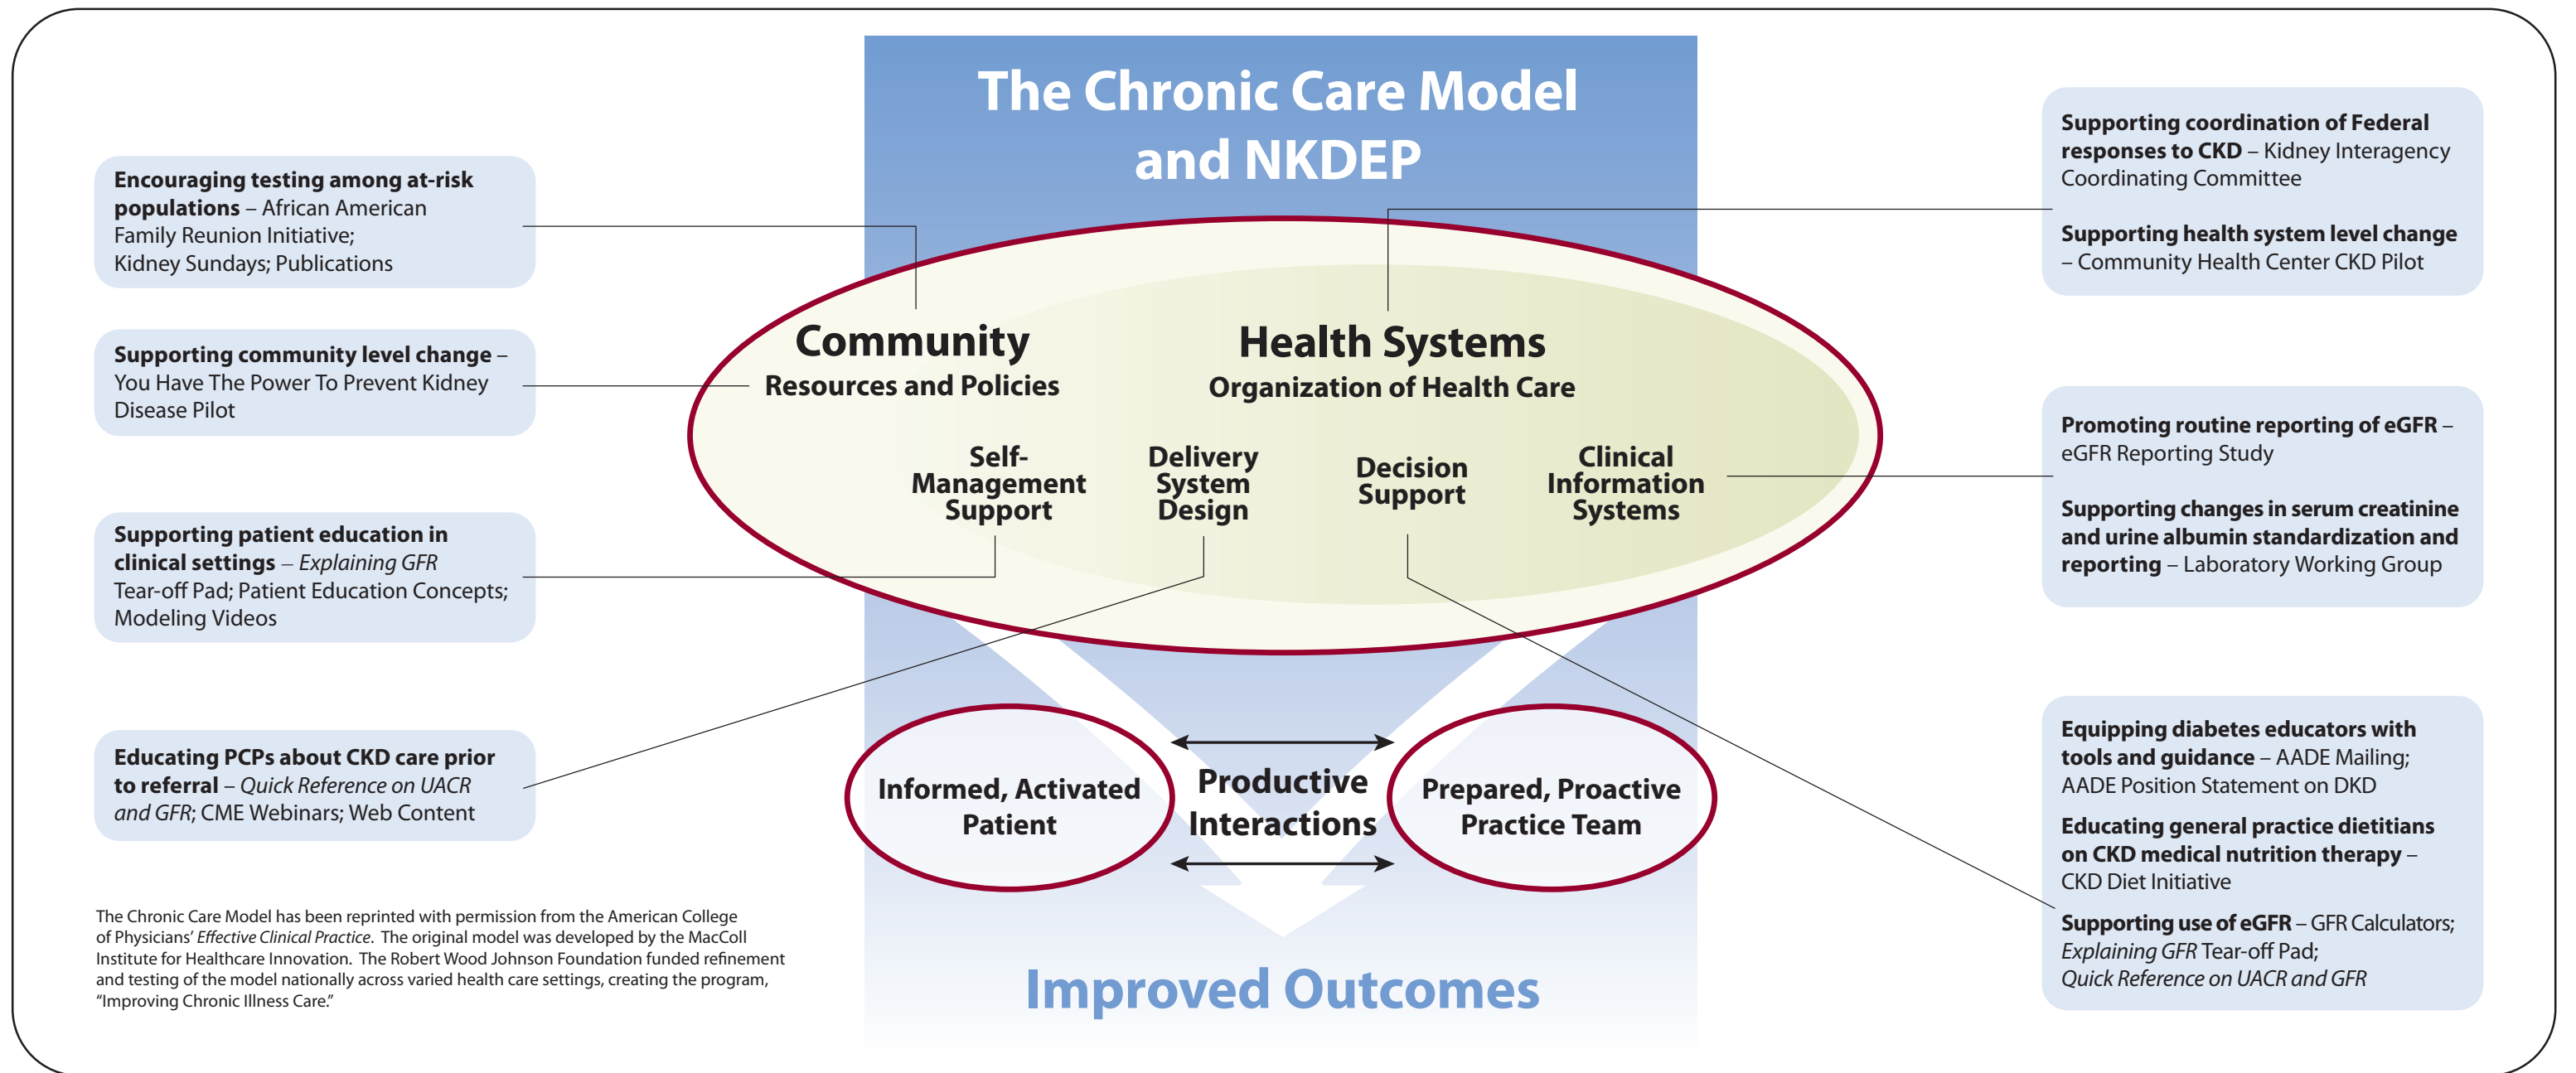 The Chronic Care Model
and NKDEP
Encouraging testing among at-risk
populations – African American
Family Reunion Initiative;
Kidney Sundays; Publications
Supporting community level change –
You Have The Power To Prevent Kidney
Disease Pilot
Supporting patient education in
clinical settings – Explaining GFR
Tear-off Pad; Patient Education Concepts;
Modeling Videos
Educating PCPs about CKD care prior
to referral – Quick Reference on UACR
and GFR; CME Webinars; Web Content
Community
Resources and Policies
Health Systems
Organization of Health Care
Self-
Management
Support
Delivery
System
Design
Decision
Support
Clinical
Information
Systems
Informed, Activated
Patient
Productive
Interactions
Prepared, Proactive
Practice Team
Improved Outcomes
Supporting coordination of Federal
responses to CKD – Kidney Interagency
Coordinating Committee
Supporting health system level change
– Community Health Center CKD Pilot
Promoting routine reporting of eGFR –
eGFR Reporting Study
Supporting changes in serum creatinine
and urine albumin standardization and
reporting – Laboratory Working Group
Equipping diabetes educators with
tools and guidance – AADE Mailing;
AADE Position Statement on DKD
Educating general practice dietitians
on CKD medical nutrition therapy –
CKD Diet Initiative
Supporting use of eGFR – GFR Calculators;
Explaining GFR Tear-off Pad;
Quick Reference on UACR and GFR
The Chronic Care Model has been reprinted with permission from the American College
of Physicians’ Effective Clinical Practice. The original model was developed by the MacColl
Institute for Healthcare Innovation. The Robert Wood Johnson Foundation funded refinement
and testing of the model nationally across varied health care settings, creating the program,
“Improving Chronic Illness Care.”